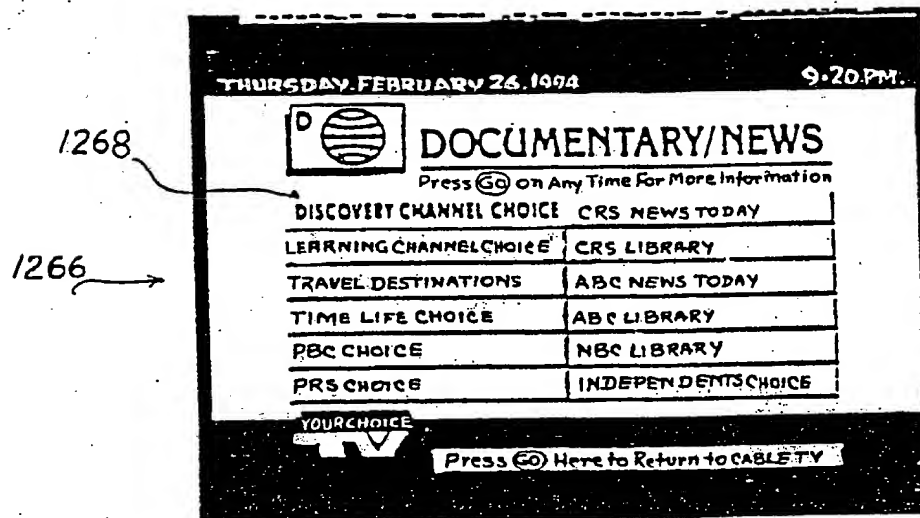 THURSDAY.FEBRUARY 26.1994 9.20.PM.
D DOCUMENTARY/NEWS
Press GO on Any Time For More Information
1268
DISCOVERY CHANNEL CHOICE CRS NEWS TODAY
LEARNING CHANNEL CHOICE CRS LIBRARY
1266
TRAVEL DESTINATIONS ABC NEWS TODAY
TIME LIFE CHOICE ABC LIBRARY
PBC CHOICE NBC LIBRARY
PRS CHOICE INDEPENDENTS CHOICE
YOUR CHOICE
Press GO Here to Return to CABLE TV